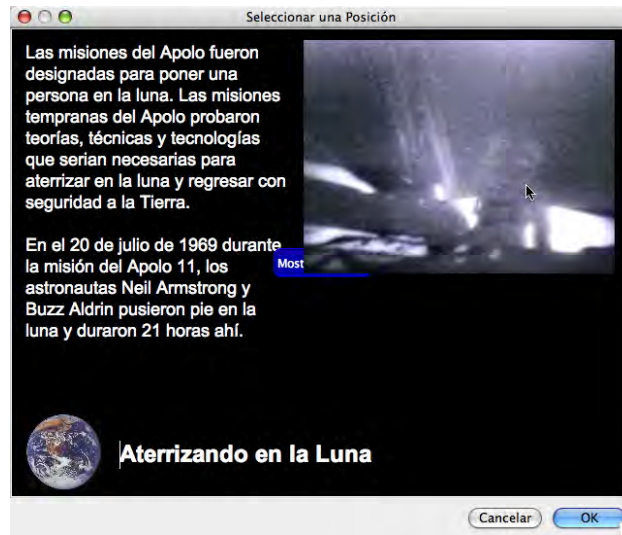 Seleccionar una Posición
Las misiones del Apolo fueron
designadas para poner una
persona en la luna. Las misiones
tempranas del Apolo probaron
teorías, técnicas y tecnologías
que serian necesarias para
aterrizar en la luna y regresar con
seguridad a la Tierra.
En el 20 de julio de 1969 durante
la misión del Apolo 11, los
Most
astronautas Neil Armstrong y
Buzz Aldrin pusieron pie en la
luna y duraron 21 horas ahí.
Aterrizando en la Luna
Cancelar
OK